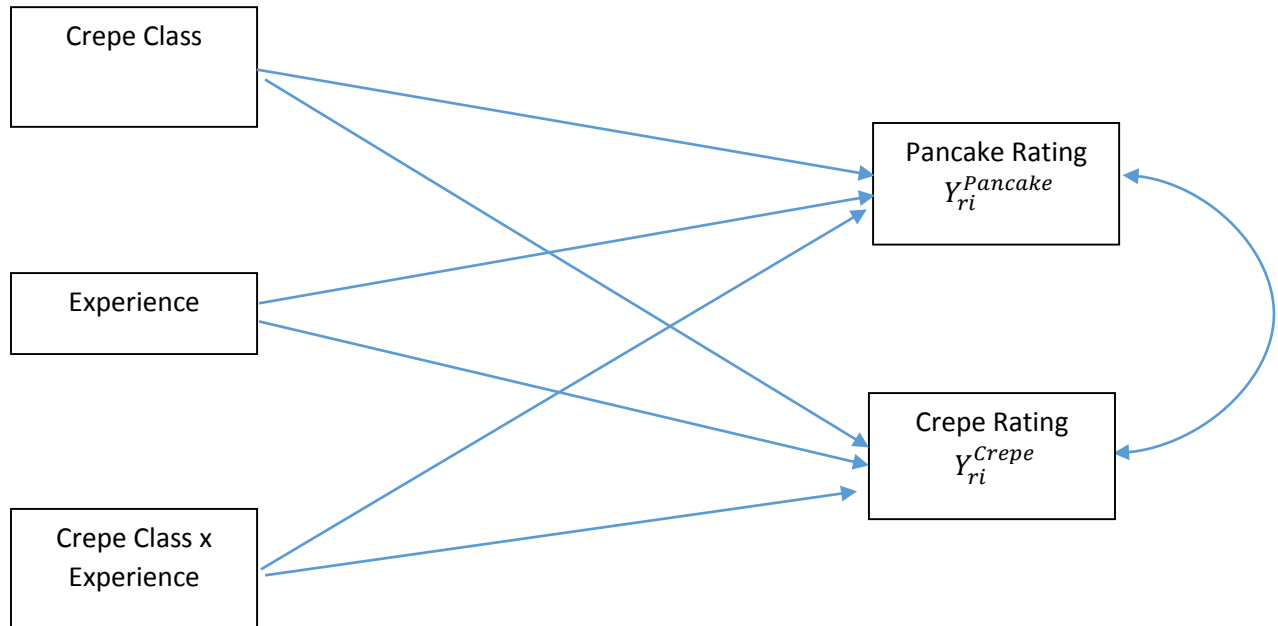 Crepe Class
Pancake Rating
Y_{ri}^{Pancake}
Experience
Crepe Rating
Y_{ri}^{Crepe}
Crepe Class x
Experience